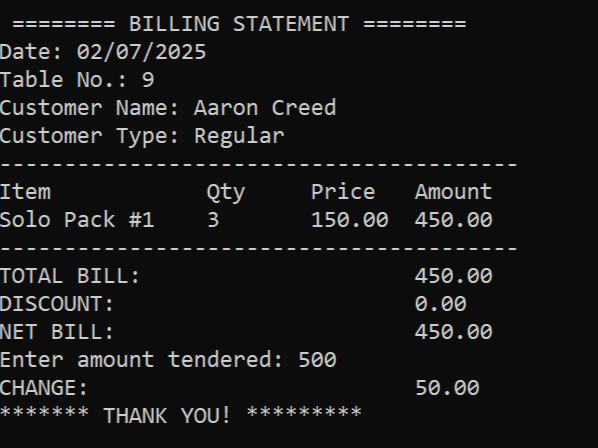 ======== BILLING STATEMENT ========
Date: 02/07/2025
Table No.: 9
Customer Name: Aaron Creed
Customer Type: Regular
----------------------------------------
Item            Qty     Price   Amount
Solo Pack #1    3       150.00  450.00
----------------------------------------
TOTAL BILL:                     450.00
DISCOUNT:                       0.00
NET BILL:                       450.00
Enter amount tendered: 500
CHANGE:                         50.00
******* THANK YOU! *********